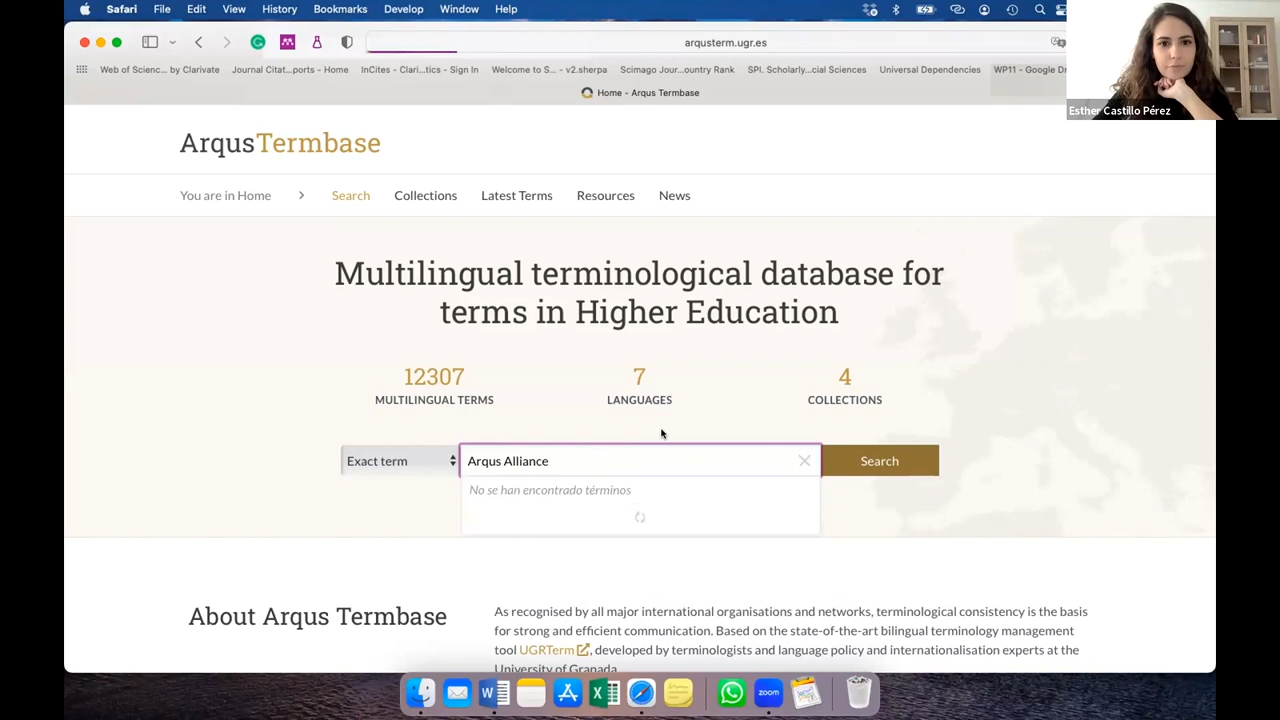 Safari File Edit View History Bookmarks Develop Window Help
arqusterm.ugr.es
Web of Scienc... by Clarivate Journal Citat...ports - Home InCites - Clari...tics - Sign In Welcome to S... - v2.sherpa Scimago Jour...ountry Rank SPI. Scholarly...cial Sciences Universal Dependencies WP11 - Google Dr
Home - Arqus Termbase
Esther Castillo Pérez
ArqusTermbase
You are in Home > Search Collections Latest Terms Resources News
Multilingual terminological database for
terms in Higher Education
12307 7 4
MULTILINGUAL TERMS LANGUAGES COLLECTIONS
Exact term Arqus Alliance Search
No se han encontrado términos
About Arqus Termbase
As recognised by all major international organisations and networks, terminological consistency is the basis
for strong and efficient communication. Based on the state-of-the-art bilingual terminology management
tool UGRTerm, developed by terminologists and language policy and internationalisation experts at the
University of Granada
zoom